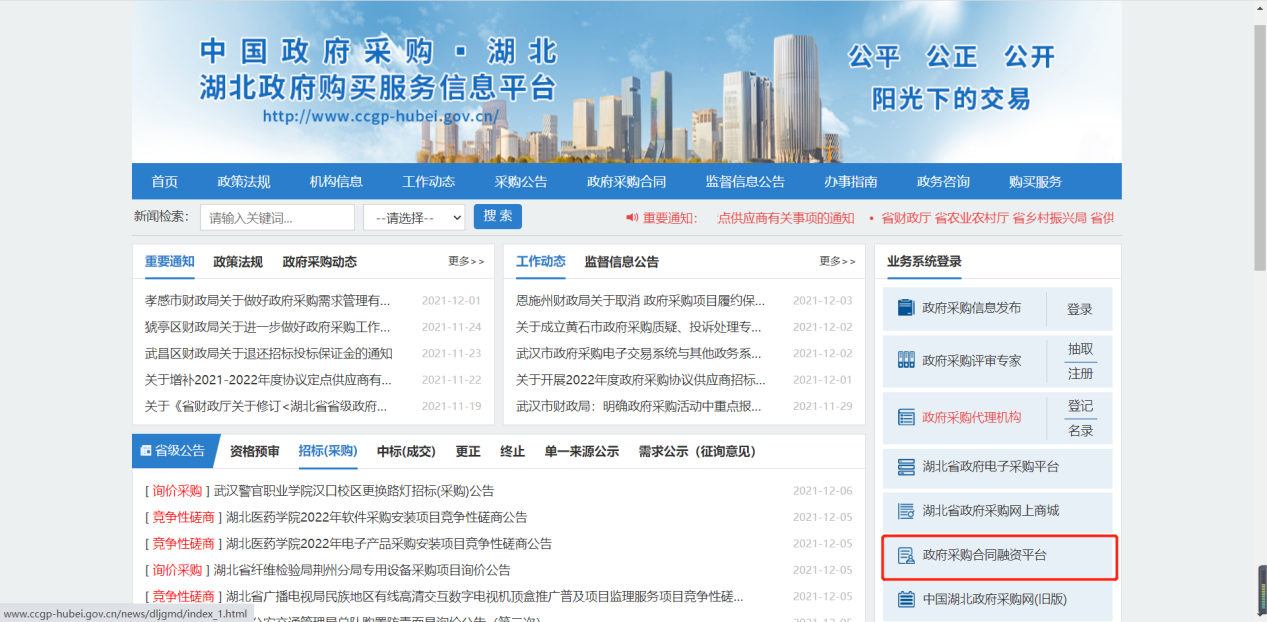 中国政府采购·湖北
湖北政府购买服务信息平台
http://www.ccgp-hubei.gov.cn/
公平 公正 公开
阳光下的交易
首页 政策法规 机构信息 工作动态 采购公告 政府采购合同 监督信息公告 办事指南 政务咨询 购买服务
新闻检索： 请输入关键词... --请选择-- 搜 索 重要通知： 点供应商有关事项的通知 • 省财政厅 省农业农村厅 省乡村振兴局 省供
重要通知 政策法规 政府采购动态 更多>>
孝感市财政局关于做好政府采购需求管理有... 2021-12-01
猇亭区财政局关于进一步做好政府采购工作... 2021-11-24
武昌区财政局关于退还招标投标保证金的通知 2021-11-23
关于增补2021-2022年度协议定点供应商有... 2021-11-22
关于《省财政厅关于修订<湖北省省级政府... 2021-11-19
工作动态 监督信息公告 更多>>
恩施州财政局关于取消 政府采购项目履约保... 2021-12-03
关于成立黄石市政府采购质疑、投诉处理专... 2021-12-02
武汉市政府采购电子交易系统与其他政务系... 2021-12-02
关于开展2022年度政府采购协议供应商招标... 2021-12-01
武汉市财政局：明确政府采购活动中重点报... 2021-11-29
业务系统登录
政府采购信息发布 登录
政府采购评审专家 抽取
注册
政府采购代理机构 登记
名录
湖北省政府电子采购平台
湖北省政府采购网上商城
政府采购合同融资平台
中国湖北政府采购网(旧版)
省级公告 资格预审 招标(采购) 中标(成交) 更正 终止 单一来源公示 需求公示（征询意见）
[ 询价采购 ] 武汉警官职业学院汉口校区更换路灯招标(采购)公告 2021-12-06
[ 竞争性磋商 ] 湖北医药学院2022年软件采购安装项目竞争性磋商公告 2021-12-05
[ 竞争性磋商 ] 湖北医药学院2022年电子产品采购安装项目竞争性磋商公告 2021-12-05
[ 询价采购 ] 湖北省纤维检验局荆州分局专用设备采购项目询价公告 2021-12-05
[ 竞争性磋商 ] 湖北省广播电视局民族地区有线高清交互数字电视机顶盒推广普及项目监理服务项目竞争性磋... 2021-12-05
www.ccgp-hubei.gov.cn/news/dljgmd/index_1.html